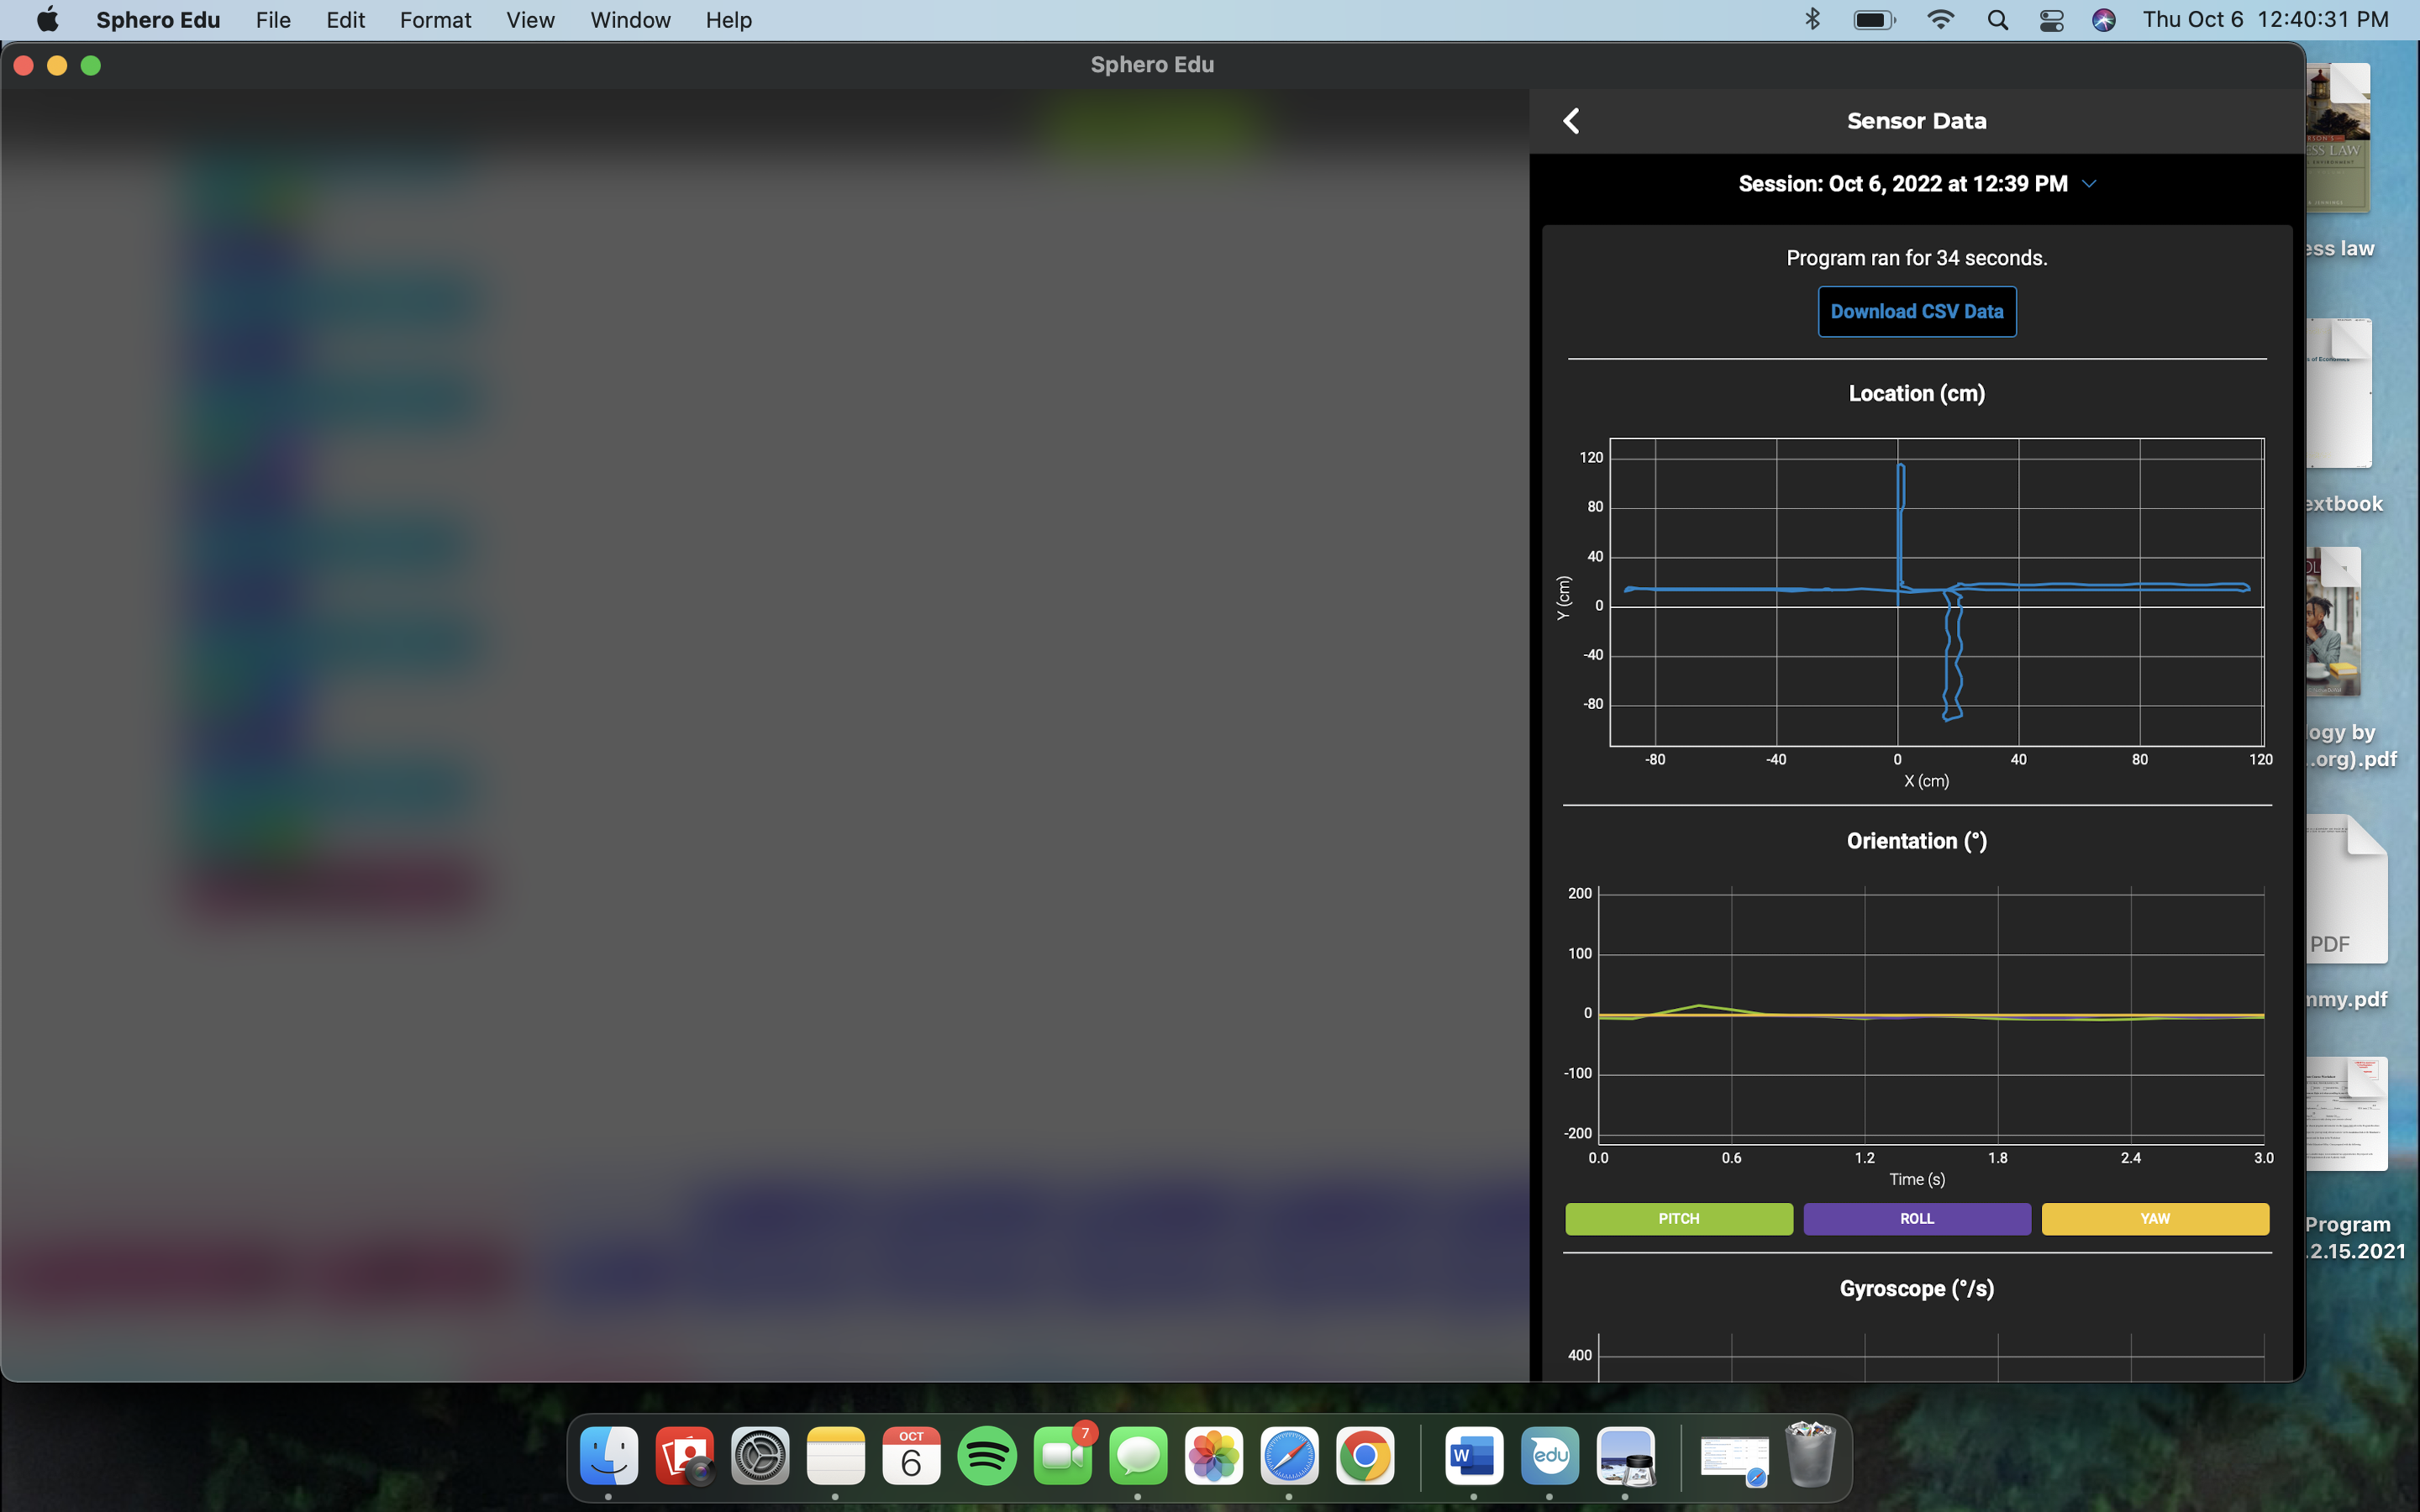 Sphero Edu File Edit Format View Window Help Thu Oct 6 12:40:31 PM
Sphero Edu
Sensor Data
Session: Oct 6, 2022 at 12:39 PM
Program ran for 34 seconds.
Download CSV Data
Location (cm)
120
80
40
0
-40
-80
Y (cm)
-80 -40 0 40 80 120
X (cm)
Orientation (°)
200
100
0
-100
-200
0.0 0.6 1.2 1.8 2.4 3.0
Time (s)
PITCH ROLL YAW
Gyroscope (°/s)
400
ESS LAW
ess law
extbook
logy by
..org).pdf
PDF
mmy.pdf
Program
.2.15.2021
OCT
6
7
W
edu